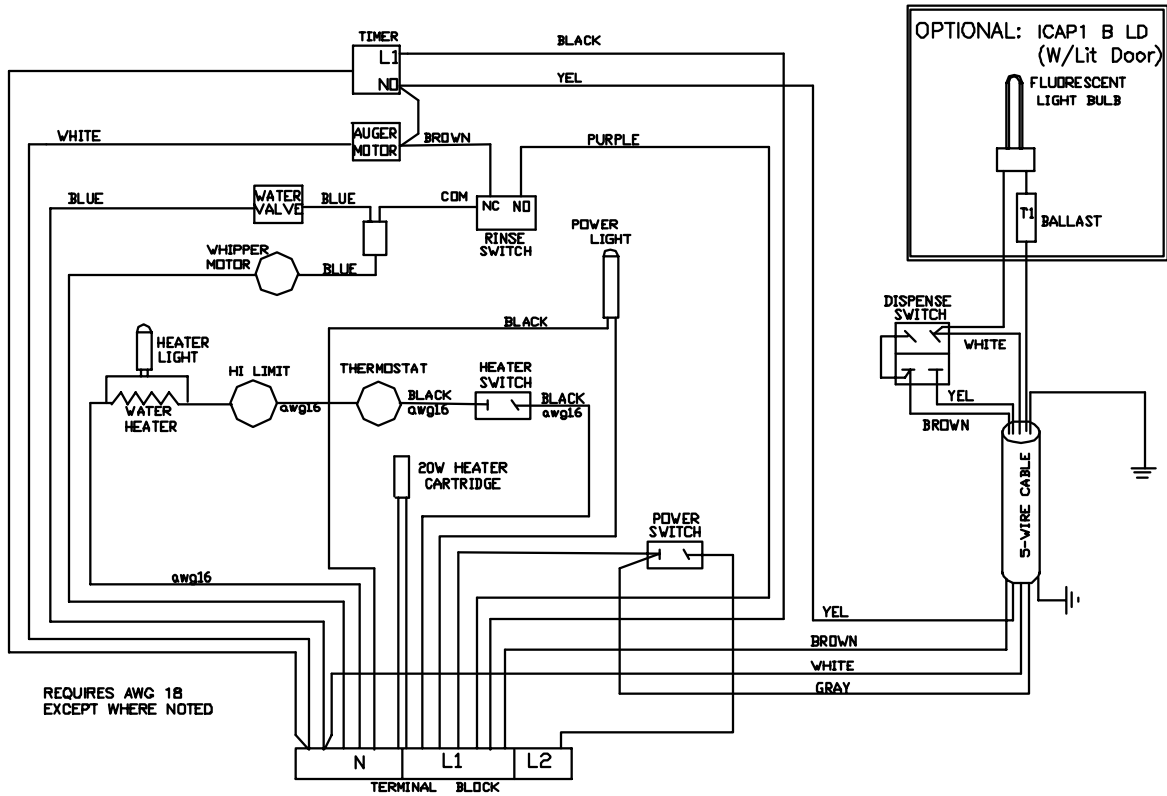 TIMER
L1
NO
BLACK
YEL
OPTIONAL: ICAP1 B LD
(W/Lit Door)
FLUORESCENT
LIGHT BULB
T1
BALLAST
WHITE
AUGER
MOTOR
BROWN
PURPLE
BLUE
WATER
VALVE
BLUE
COM
NC NO
RINSE
SWITCH
POWER
LIGHT
WHIPPER
MOTOR
BLUE
BLACK
DISPENSE
SWITCH
WHITE
YEL
BROWN
HEATER
LIGHT
HI LIMIT
THERMOSTAT
HEATER
SWITCH
WATER
HEATER
awg16
BLACK
awg16
BLACK
awg16
20W HEATER
CARTRIDGE
POWER
SWITCH
5-WIRE CABLE
awg16
YEL
BROWN
WHITE
GRAY
REQUIRES AWG 18
EXCEPT WHERE NOTED
N
L1
L2
TERMINAL BLOCK